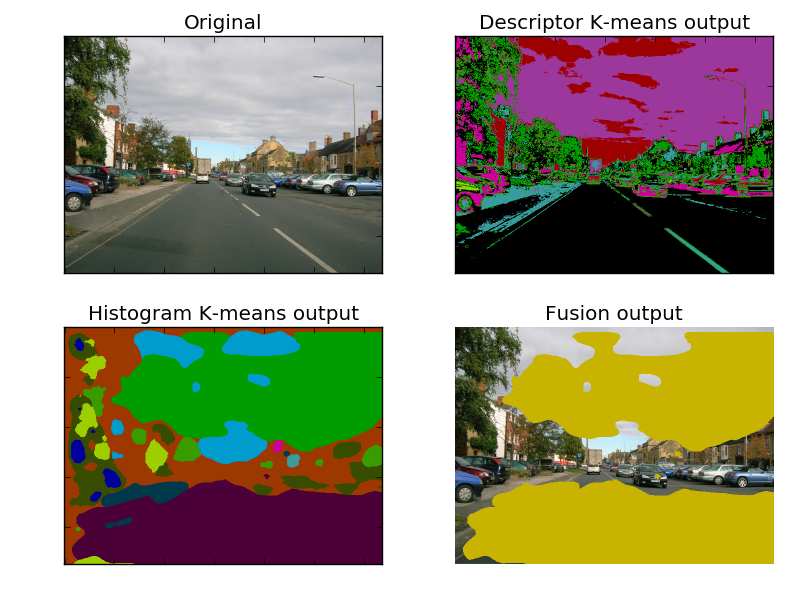 Original
Descriptor K-means output
Histogram K-means output
Fusion output